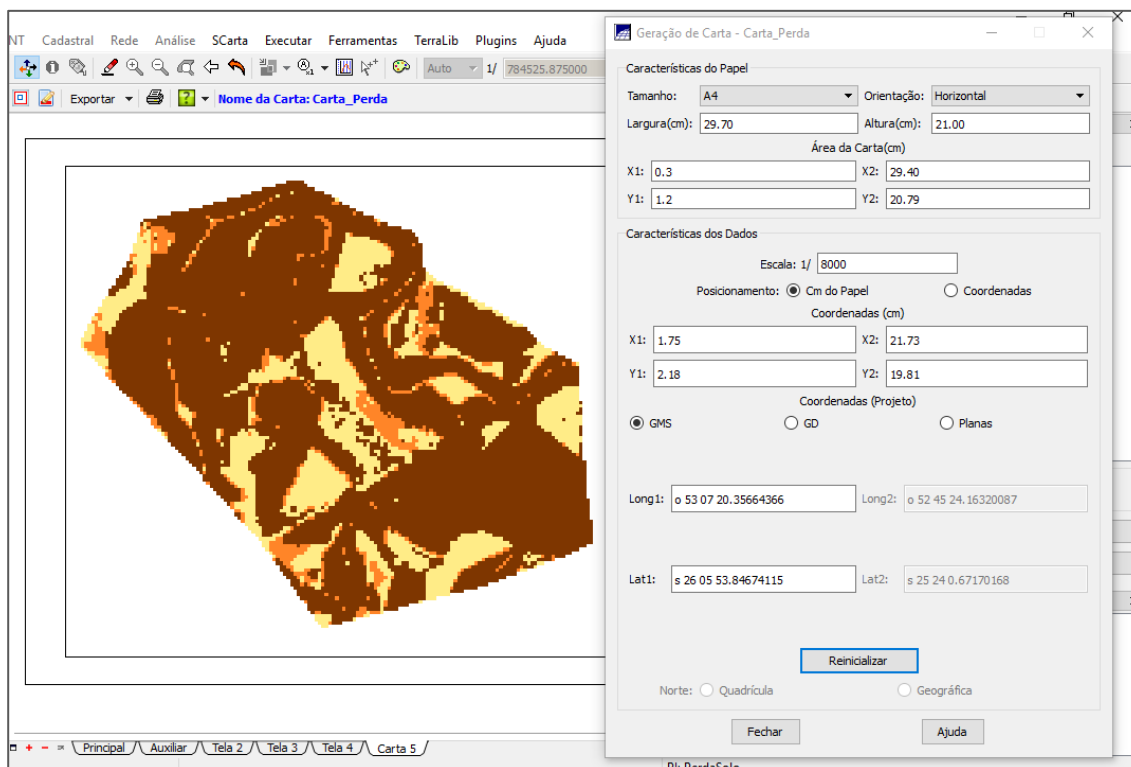 NT Cadastral Rede Análise SCarta Executar Ferramentas TerraLib Plugins Ajuda
Auto 1/ 784525.875000
Exportar Nome da Carta: Carta_Perda
Geração de Carta - Carta_Perda
Características do Papel
Tamanho: A4 Orientação: Horizontal
Largura(cm): 29.70 Altura(cm): 21.00
Área da Carta(cm)
X1: 0.3 X2: 29.40
Y1: 1.2 Y2: 20.79
Características dos Dados
Escala: 1/ 8000
Posicionamento: Cm do Papel Coordenadas
Coordenadas (cm)
X1: 1.75 X2: 21.73
Y1: 2.18 Y2: 19.81
Coordenadas (Projeto)
GMS GD Planas
Long1: o 53 07 20.35664366 Long2: o 52 45 24.16320087
Lat1: s 26 05 53.84674115 Lat2: s 25 24 0.67170168
Reinicializar
Norte: Quadrícula Geográfica
Fechar Ajuda
Principal Auxiliar Tela 2 Tela 3 Tela 4 Carta 5